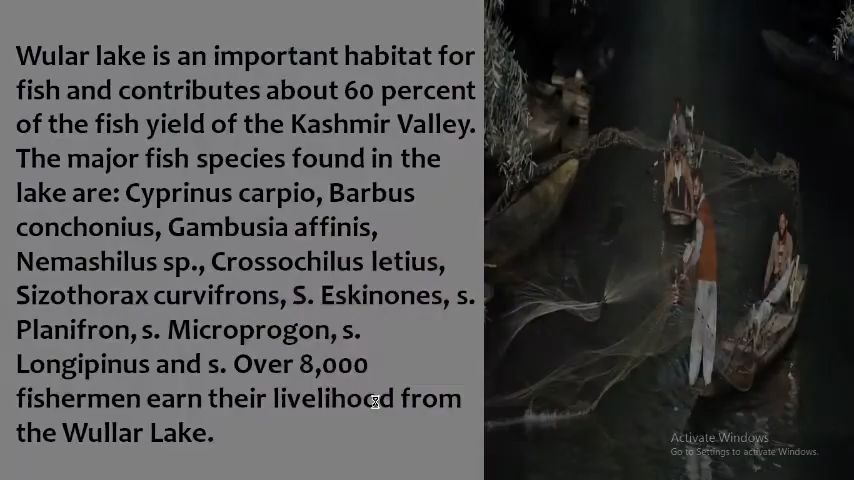 Wular lake is an important habitat for
fish and contributes about 60 percent
of the fish yield of the Kashmir Valley.
The major fish species found in the
lake are: Cyprinus carpio, Barbus
conchonius, Gambusia affinis,
Nemashilus sp., Crossochilus letius,
Sizothorax curvifrons, S. Eskinones, s.
Planifron, s. Microprogon, s.
Longipinus and s. Over 8,000
fishermen earn their livelihood from
the Wullar Lake.
Activate Windows
Go to Settings to activate Windows.